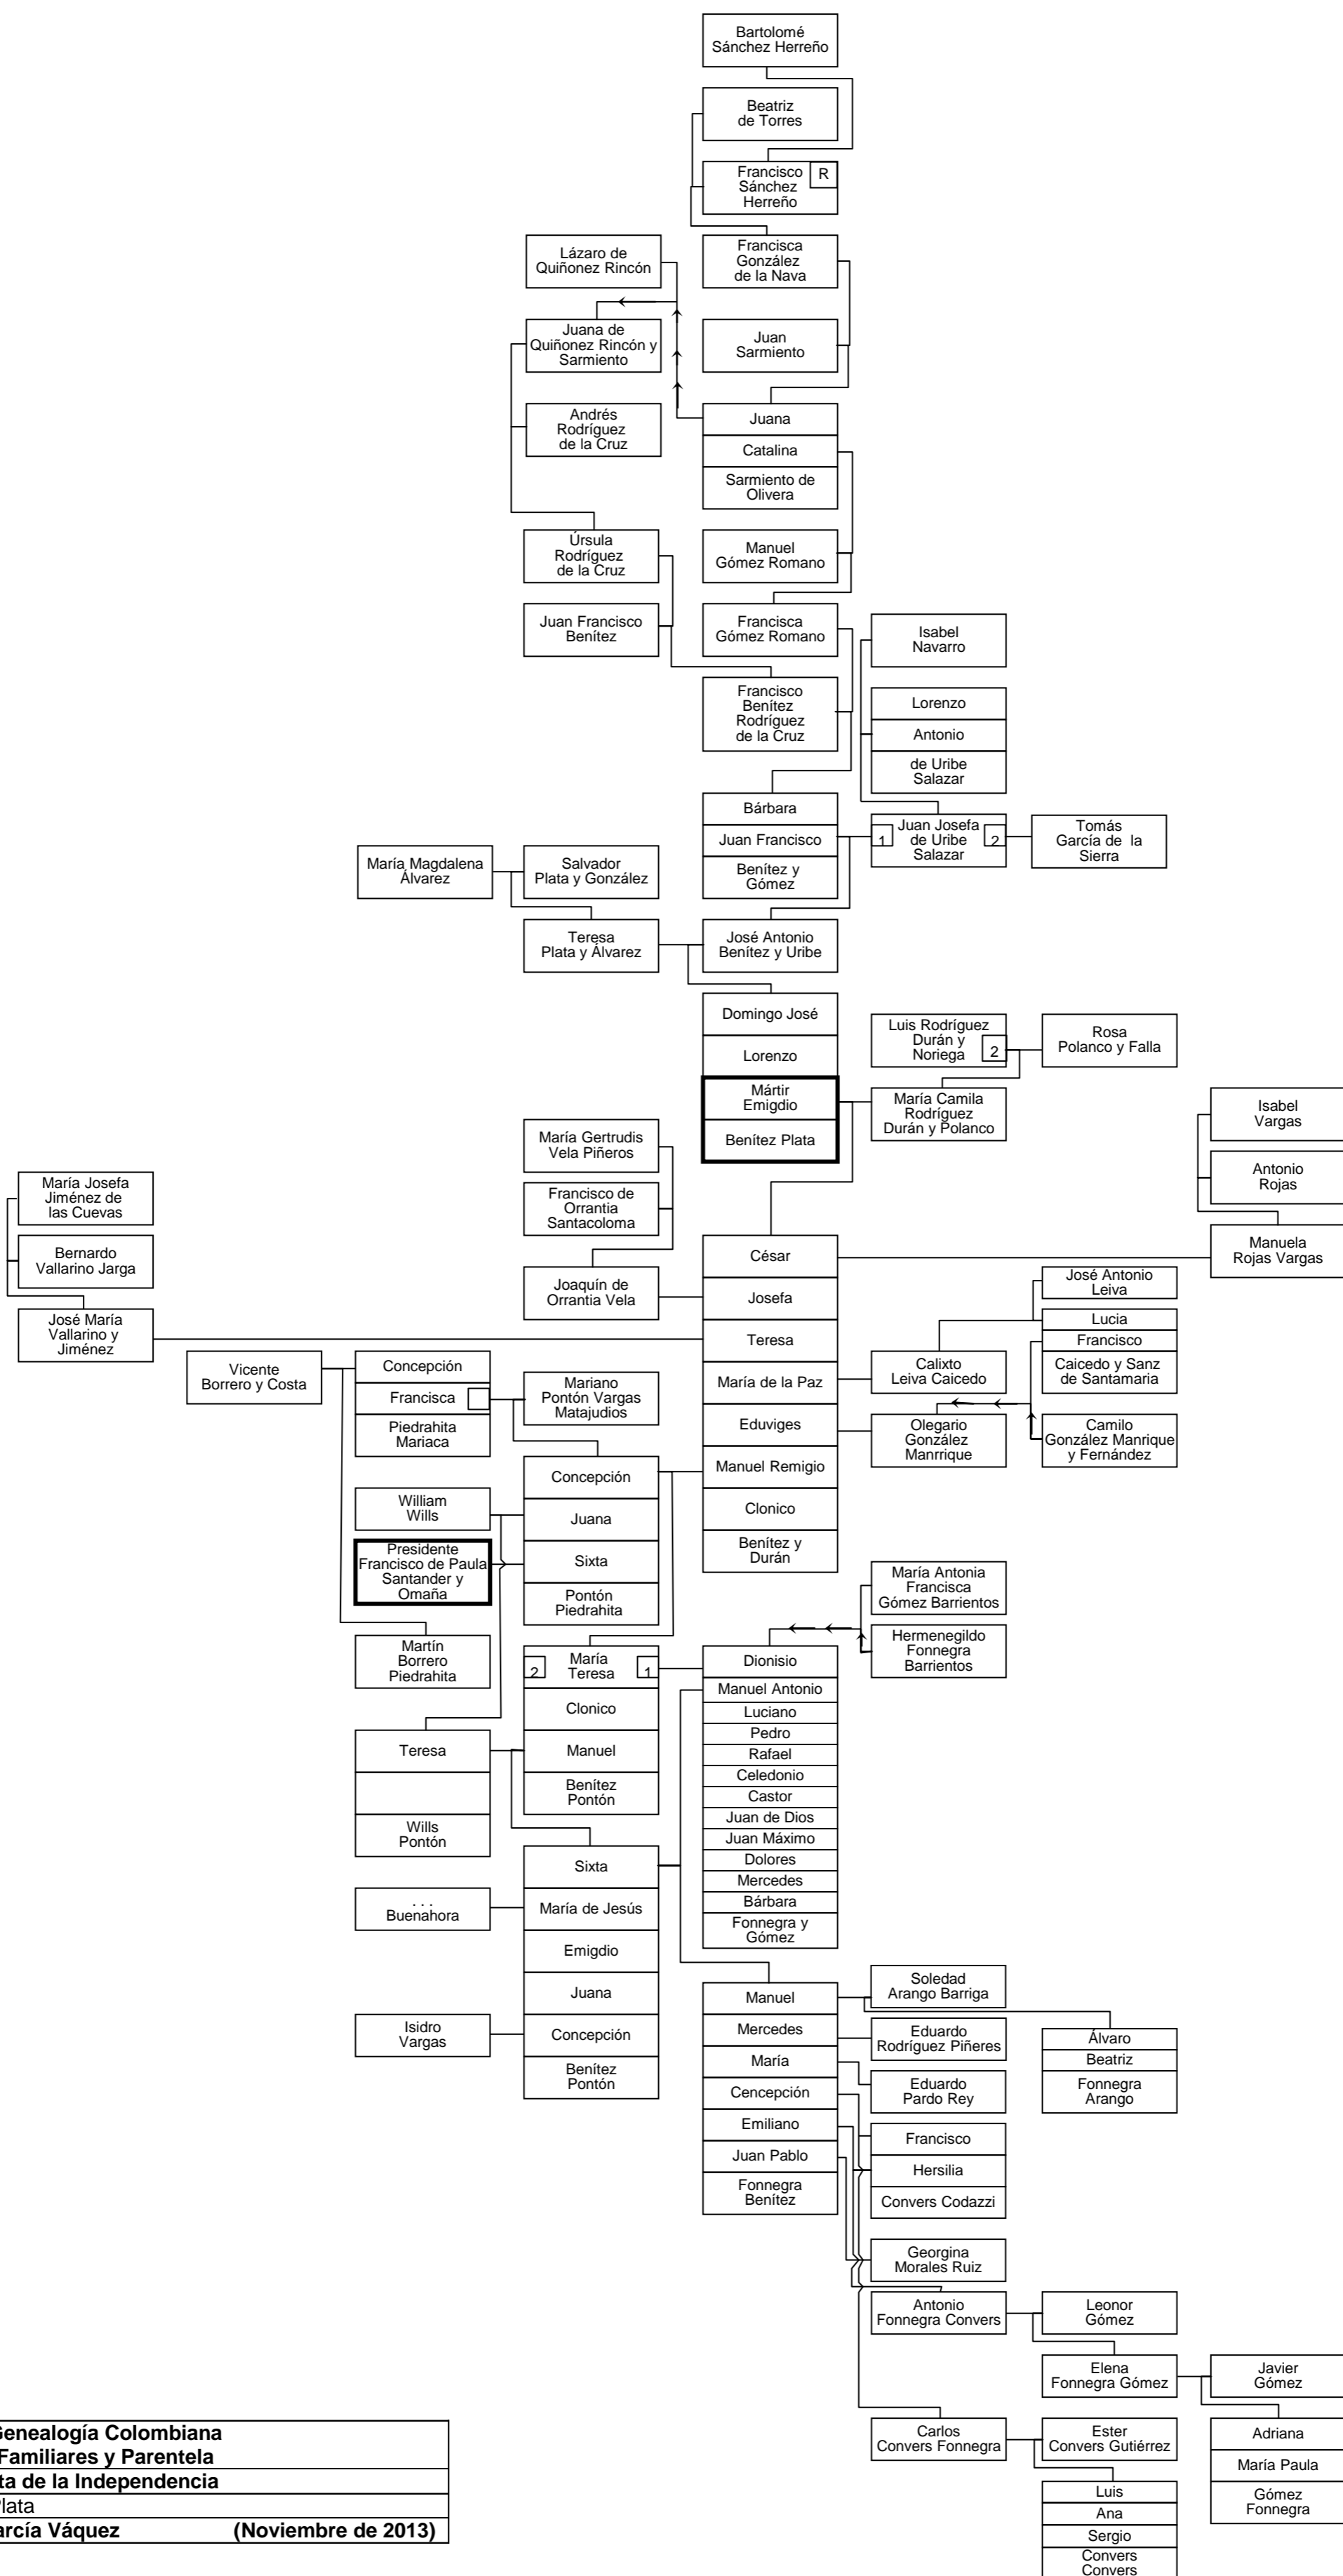 Bartolomé
Sánchez Herreño
Beatriz
de Torres
Francisco
Sánchez
Herreño
R
Lázaro de
Quiñonez Rincón
Francisca
González
de la Nava
Juana de
Quiñonez Rincón y
Sarmiento
Juan
Sarmiento
Andrés
Rodríguez
de la Cruz
Juana
Catalina
Sarmiento de
Olivera
Úrsula
Rodríguez
de la Cruz
Manuel
Gómez Romano
Juan Francisco
Benítez
Francisca
Gómez Romano
Isabel
Navarro
Francisco
Benítez
Rodríguez
de la Cruz
Lorenzo
Antonio
de Uribe
Salazar
Bárbara
Juan Francisco
Benítez y
Gómez
1
Juan Josefa
de Uribe
Salazar
2
Tomás
García de  la
Sierra
María Magdalena
Álvarez
Salvador
Plata y González
Teresa
Plata y Álvarez
José Antonio
Benítez y Uribe
Domingo José
Lorenzo
Mártir
Emigdio
Benítez Plata
Luis Rodríguez
Durán y
Noriega
2
Rosa
Polanco y Falla
María Camila
Rodríguez
Durán y Polanco
Isabel
Vargas
Antonio
Rojas
Manuela
Rojas Vargas
María Gertrudis
Vela Piñeros
Francisco de
Orrantia
Santacoloma
Joaquín de
Orrantia Vela
María Josefa
Jiménez de
las Cuevas
Bernardo
Vallarino Jarga
José María
Vallarino y
Jiménez
César
Josefa
Teresa
María de la Paz
Eduviges
Manuel Remigio
Clonico
Benítez y
Durán
José Antonio
Leiva
Lucia
Francisco
Caicedo y Sanz
de Santamaria
Calixto
Leiva Caicedo
Olegario
González
Manrrique
Camilo
González Manrique
y Fernández
Vicente
Borrero y Costa
Concepción
Francisca
Piedrahita
Mariaca
Mariano
Pontón Vargas
Matajudios
Concepción
Juana
Sixta
Pontón
Piedrahita
William
Wills
Presidente
Francisco de Paula
Santander y
Omaña
Martín
Borrero
Piedrahita
María Antonia
Francisca
Gómez Barrientos
Hermenegildo
Fonnegra
Barrientos
2
María
Teresa
1
Clonico
Manuel
Benítez
Pontón
Teresa
Wills
Pontón
Dionisio
Manuel Antonio
Luciano
Pedro
Rafael
Celedonio
Castor
Juan de Dios
Juan Máximo
Dolores
Mercedes
Bárbara
Fonnegra y
Gómez
Sixta
María de Jesús
Emigdio
Juana
Concepción
Benítez
Pontón
. . .
Buenahora
Isidro
Vargas
Manuel
Mercedes
María
Cencepción
Emiliano
Juan Pablo
Fonnegra
Benítez
Soledad
Arango Barriga
Eduardo
Rodríguez Piñeres
Eduardo
Pardo Rey
Álvaro
Beatriz
Fonnegra
Arango
Francisco
Hersilia
Convers Codazzi
Georgina
Morales Ruiz
Antonio
Fonnegra Convers
Leonor
Gómez
Elena
Fonnegra Gómez
Javier
Gómez
Carlos
Convers Fonnegra
Ester
Convers Gutiérrez
Adriana
María Paula
Gómez
Fonnegra
Luis
Ana
Sergio
Convers
Convers
Genealogía Colombiana
Familiares y Parentela
ta de la Independencia
Plata
arcía Váquez (Noviembre de 2013)